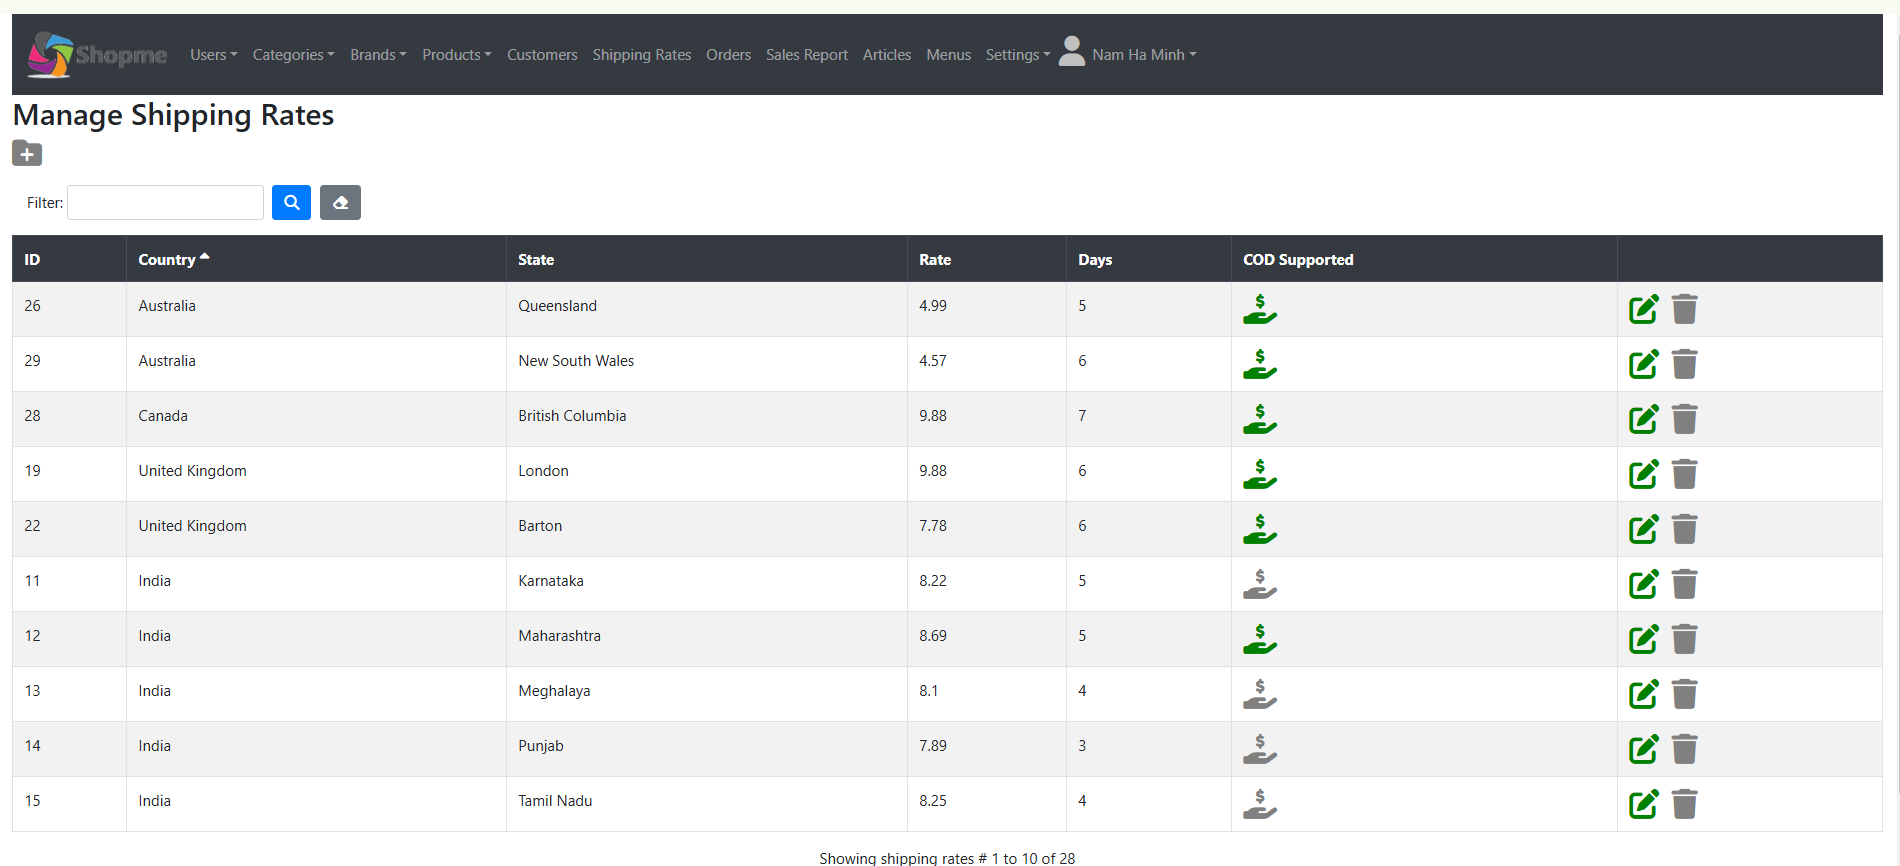 Shopme Users Categories Brands Products Customers Shipping Rates Orders Sales Report Articles Menus Settings Nam Ha Minh
Manage Shipping Rates
Filter:
ID Country State Rate Days COD Supported
26 Australia Queensland 4.99 5 $
29 Australia New South Wales 4.57 6 $
28 Canada British Columbia 9.88 7 $
19 United Kingdom London 9.88 6 $
22 United Kingdom Barton 7.78 6 $
11 India Karnataka 8.22 5 $
12 India Maharashtra 8.69 5 $
13 India Meghalaya 8.1 4 $
14 India Punjab 7.89 3 $
15 India Tamil Nadu 8.25 4 $
Showing shipping rates # 1 to 10 of 28